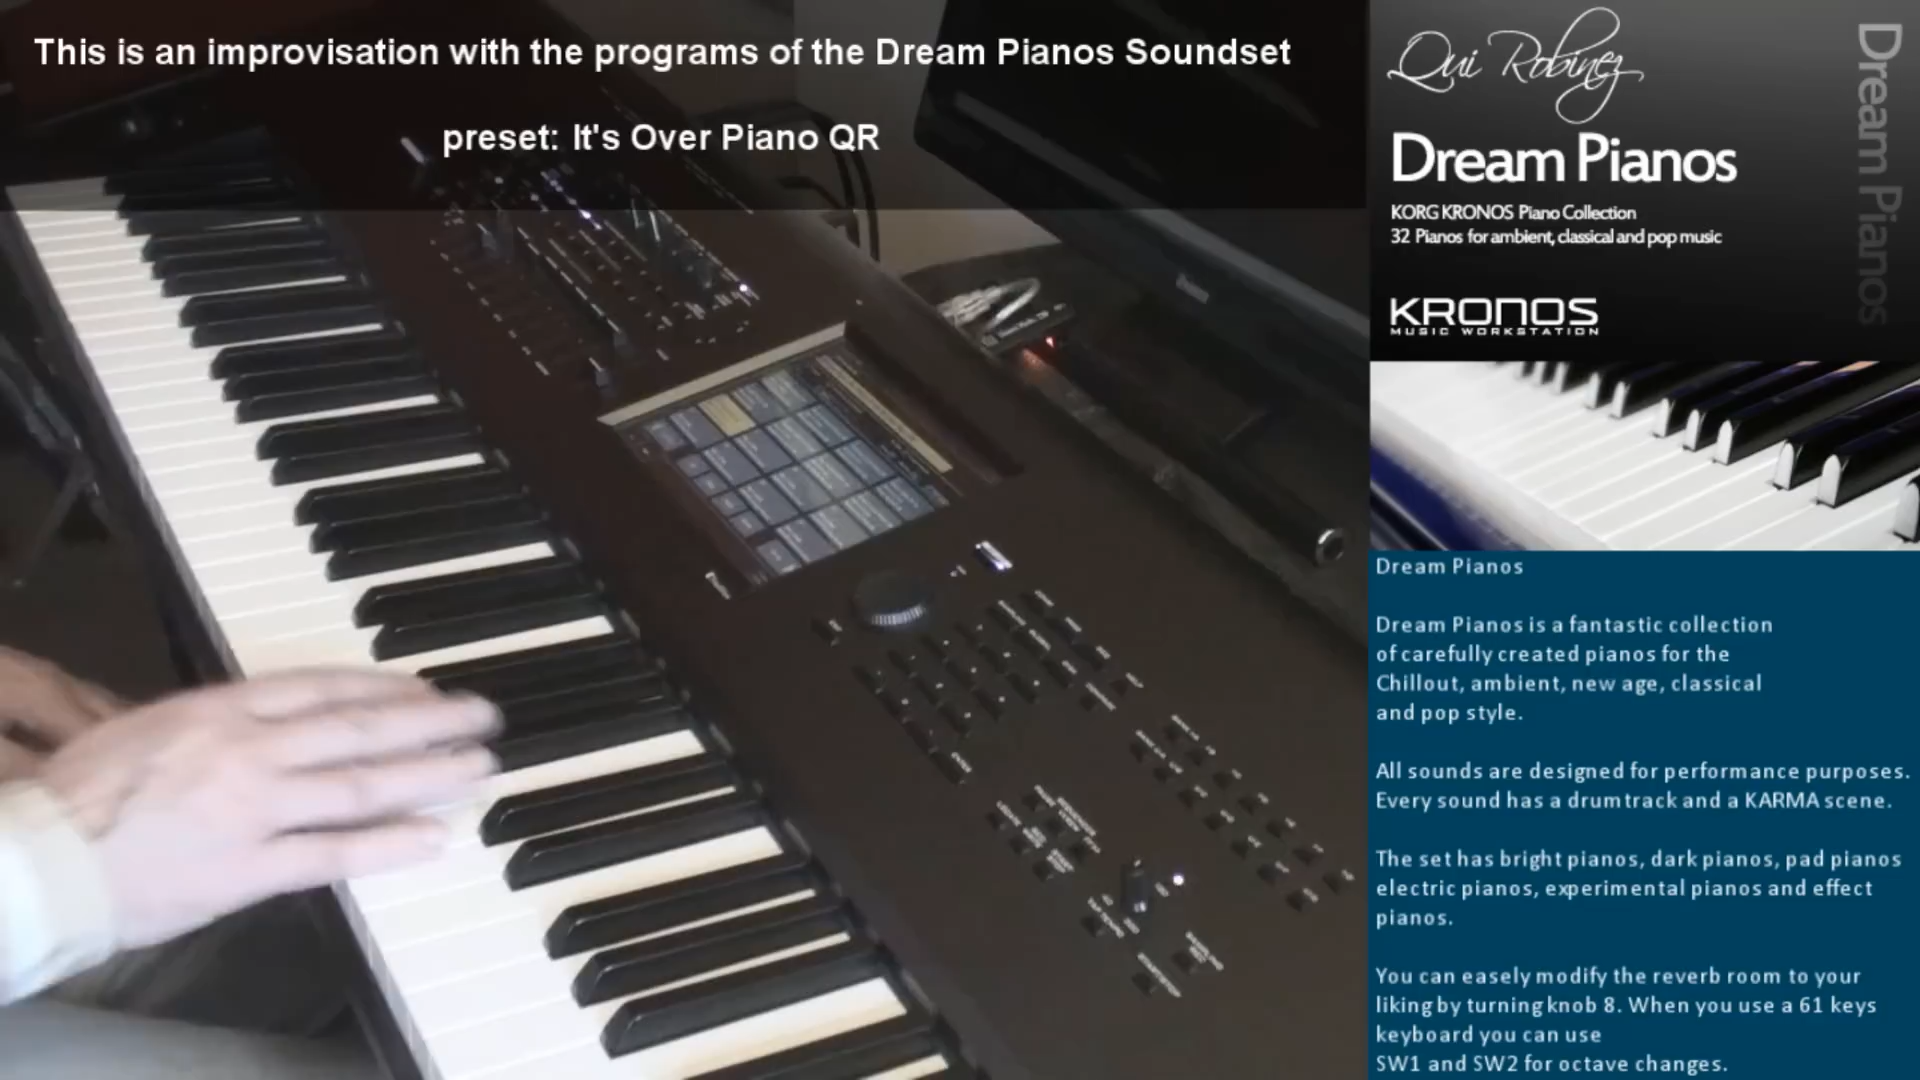 This is an improvisation with the programs of the Dream Pianos Soundset
preset: It's Over Piano QR
Qui Robinez
Dream Pianos
KORG KRONOS Piano Collection
32 Pianos for ambient, classical and pop music
KRONOS
MUSIC WORKSTATION
Dream Pianos
Dream Pianos
Dream Pianos is a fantastic collection
of carefully created pianos for the
Chillout, ambient, new age, classical
and pop style.
All sounds are designed for performance purposes.
Every sound has a drumtrack and a KARMA scene.
The set has bright pianos, dark pianos, pad pianos
electric pianos, experimental pianos and effect
pianos.
You can easely modify the reverb room to your
liking by turning knob 8. When you use a 61 keys
keyboard you can use
SW1 and SW2 for octave changes.